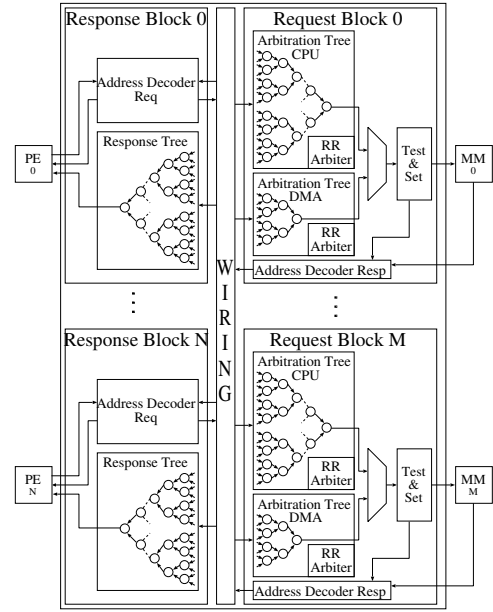 Response Block 0
Request Block 0
Address Decoder
Req
Arbitration Tree
CPU
RR
Arbiter
Response Tree
PE
0
Test
&
Set
MM
0
Arbitration Tree
DMA
RR
Arbiter
Address Decoder Resp
WIRING
...
...
Response Block N
Request Block M
Address Decoder
Req
Arbitration Tree
CPU
RR
Arbiter
Response Tree
PE
N
Test
&
Set
MM
M
Arbitration Tree
DMA
RR
Arbiter
Address Decoder Resp